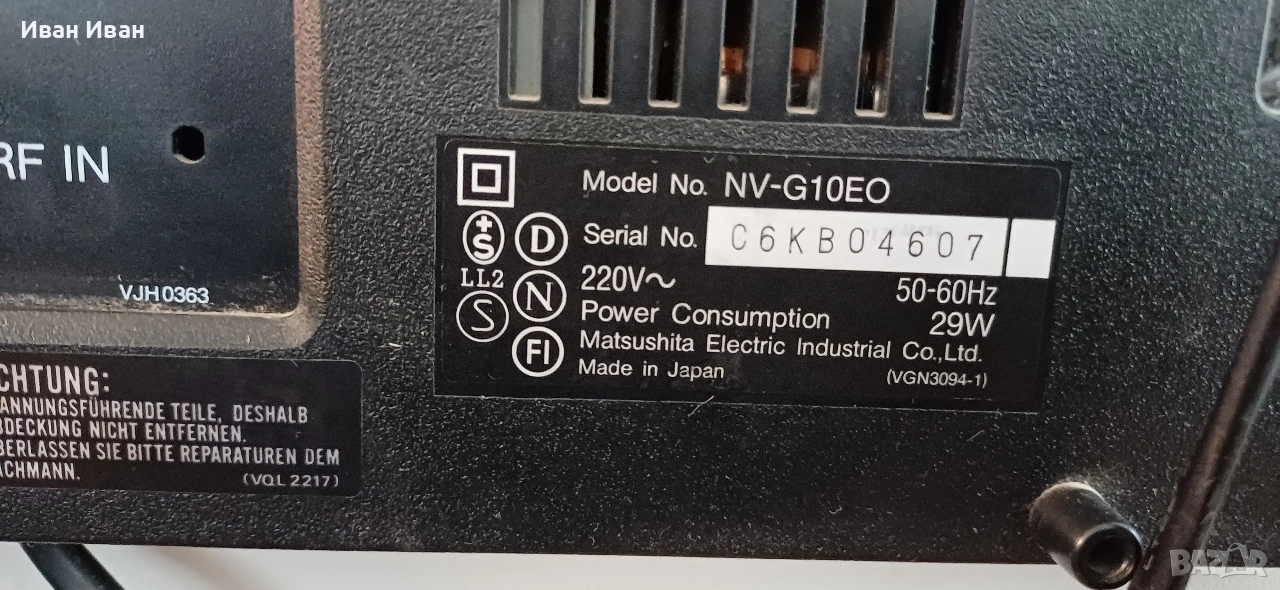 Иван Иван
RF IN
VJH0363
CHTUNG:
ANNUNGSFÜHRENDE TEILE, DESHALB
BDECKUNG NICHT ENTFERNEN.
BERLASSEN SIE BITTE REPARATUREN DEM
ACHMANN.
(VQL2217)
Model No. NV-G10EO
Serial No. C6KB04607
220V~ 50-60Hz
Power Consumption 29W
Matsushita Electric Industrial Co.,Ltd.
Made in Japan (VGN3094-1)
+S
LL2
S
D
N
FI
BAZAR